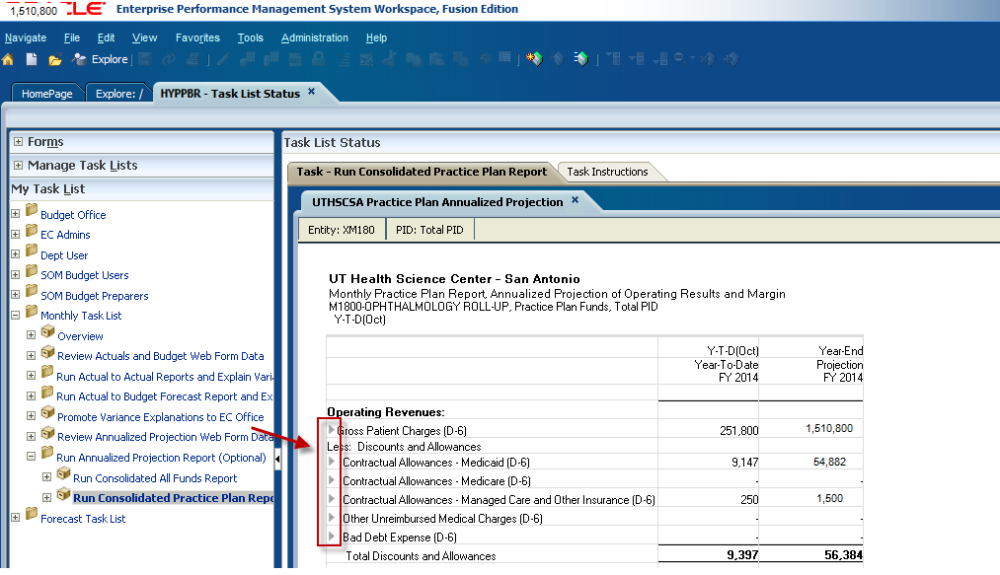 1,510,800 ORACLE® Enterprise Performance Management System Workspace, Fusion Edition
Navigate File Edit View Favorites Tools Administration Help
Explore
HomePage Explore: / HYPPBR - Task List Status ×
Forms
Manage Task Lists
My Task List
Budget Office
EC Admins
Dept User
SOM Budget Users
SOM Budget Preparers
Monthly Task List
Overview
Review Actuals and Budget Web Form Data
Run Actual to Actual Reports and Explain Vari
Run Actual to Budget Forecast Report and Ex
Promote Variance Explanations to EC Office
Review Annualized Projection Web Form Data
Run Annualized Projection Report (Optional)
Run Consolidated All Funds Report
Run Consolidated Practice Plan Repo
Forecast Task List
Task List Status
Task - Run Consolidated Practice Plan Report Task Instructions
UTHSCSA Practice Plan Annualized Projection ×
Entity: XM180 PID: Total PID
UT Health Science Center - San Antonio
Monthly Practice Plan Report, Annualized Projection of Operating Results and Margin
M1800-OPHTHALMOLOGY ROLL-UP, Practice Plan Funds, Total PID
Y-T-D(Oct)
Y-T-D(Oct) Year-End
Year-To-Date Projection
FY 2014 FY 2014
Operating Revenues:
Gross Patient Charges (D-6) 251,800 1,510,800
Less: Discounts and Allowances
Contractual Allowances - Medicaid (D-6) 9,147 54,882
Contractual Allowances - Medicare (D-6) - -
Contractual Allowances - Managed Care and Other Insurance (D-6) 250 1,500
Other Unreimbursed Medical Charges (D-6) - -
Bad Debt Expense (D-6) - -
Total Discounts and Allowances 9,397 56,384